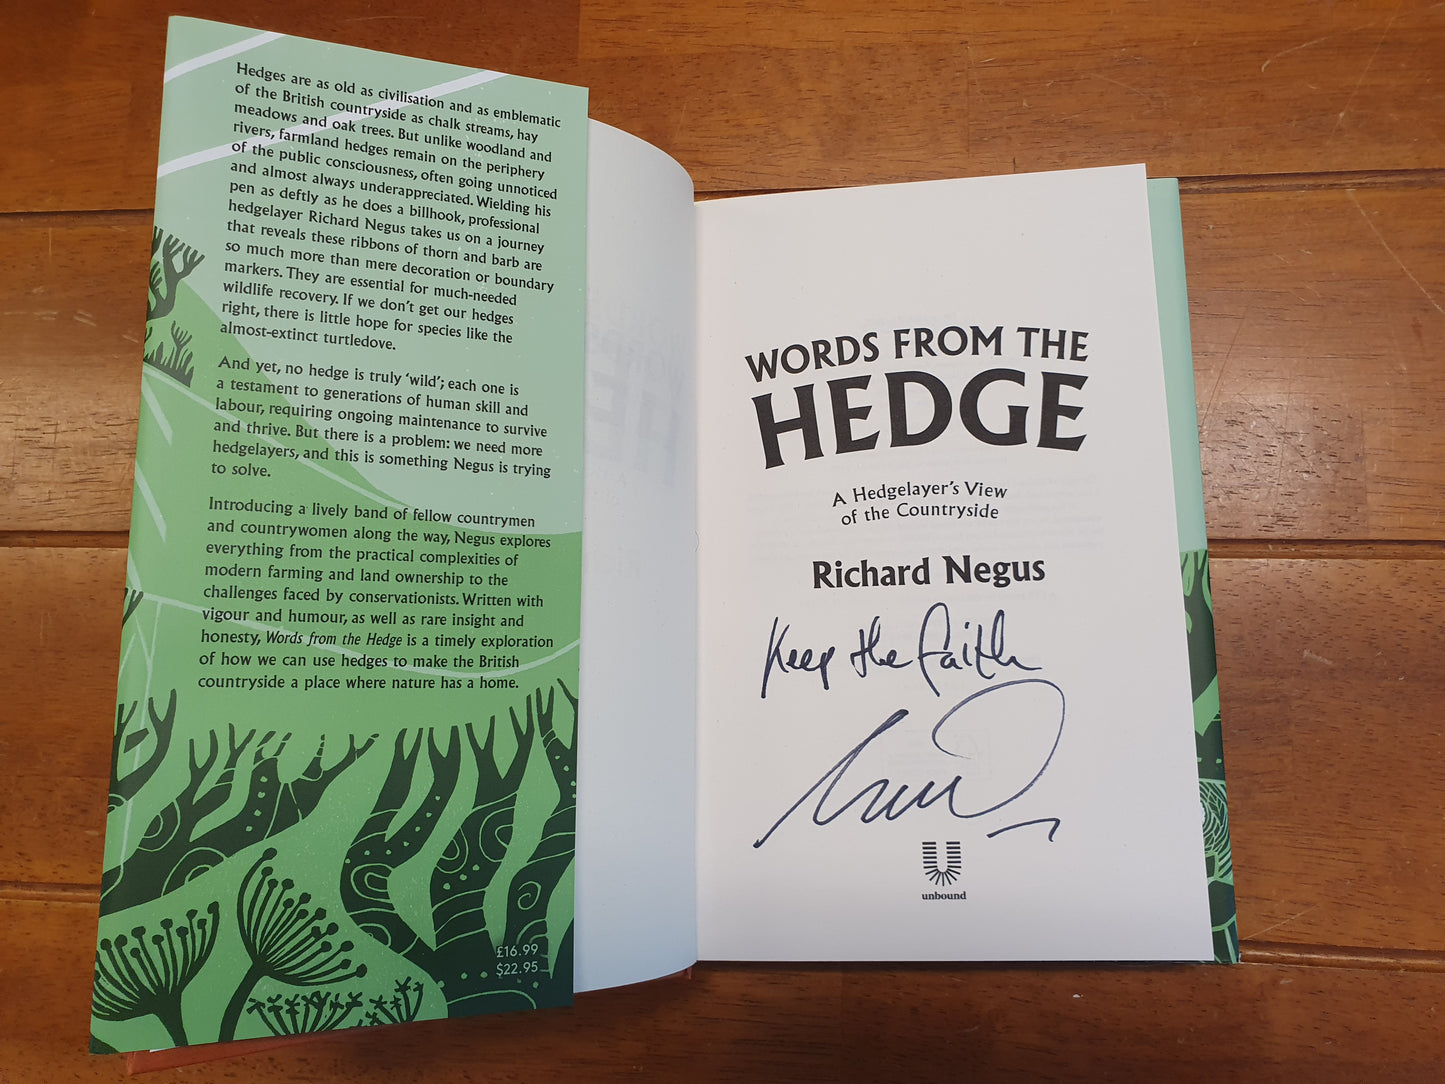 Hedges are as old as civilisation and as emblematic
of the British countryside as chalk streams, hay
meadows and oak trees. But unlike woodland and
rivers, farmland hedges remain on the periphery
of the public consciousness, often going unnoticed
and almost always underappreciated. Wielding his
pen as deftly as he does a billhook, professional
hedgelayer Richard Negus takes us on a journey
that reveals these ribbons of thorn and barb are
so much more than mere decoration or boundary
markers. They are essential for much-needed
wildlife recovery. If we don't get our hedges
right, there is little hope for species like the
almost-extinct turtledove.
And yet, no hedge is truly 'wild'; each one is
a testament to generations of human skill and
labour, requiring ongoing maintenance to survive
and thrive. But there is a problem: we need more
hedgelayers, and this is something Negus is trying
to solve.
Introducing a lively band of fellow countrymen
and countrywomen along the way, Negus explores
everything from the practical complexities of
modern farming and land ownership to the
challenges faced by conservationists. Written with
vigour and humour, as well as rare insight and
honesty, Words from the Hedge is a timely exploration
of how we can use hedges to make the British
countryside a place where nature has a home.
£16.99
$22.95
WORDS FROM THE
HEDGE
A Hedgelayer's View
of the Countryside
Richard Negus
Keep the faith
unbound